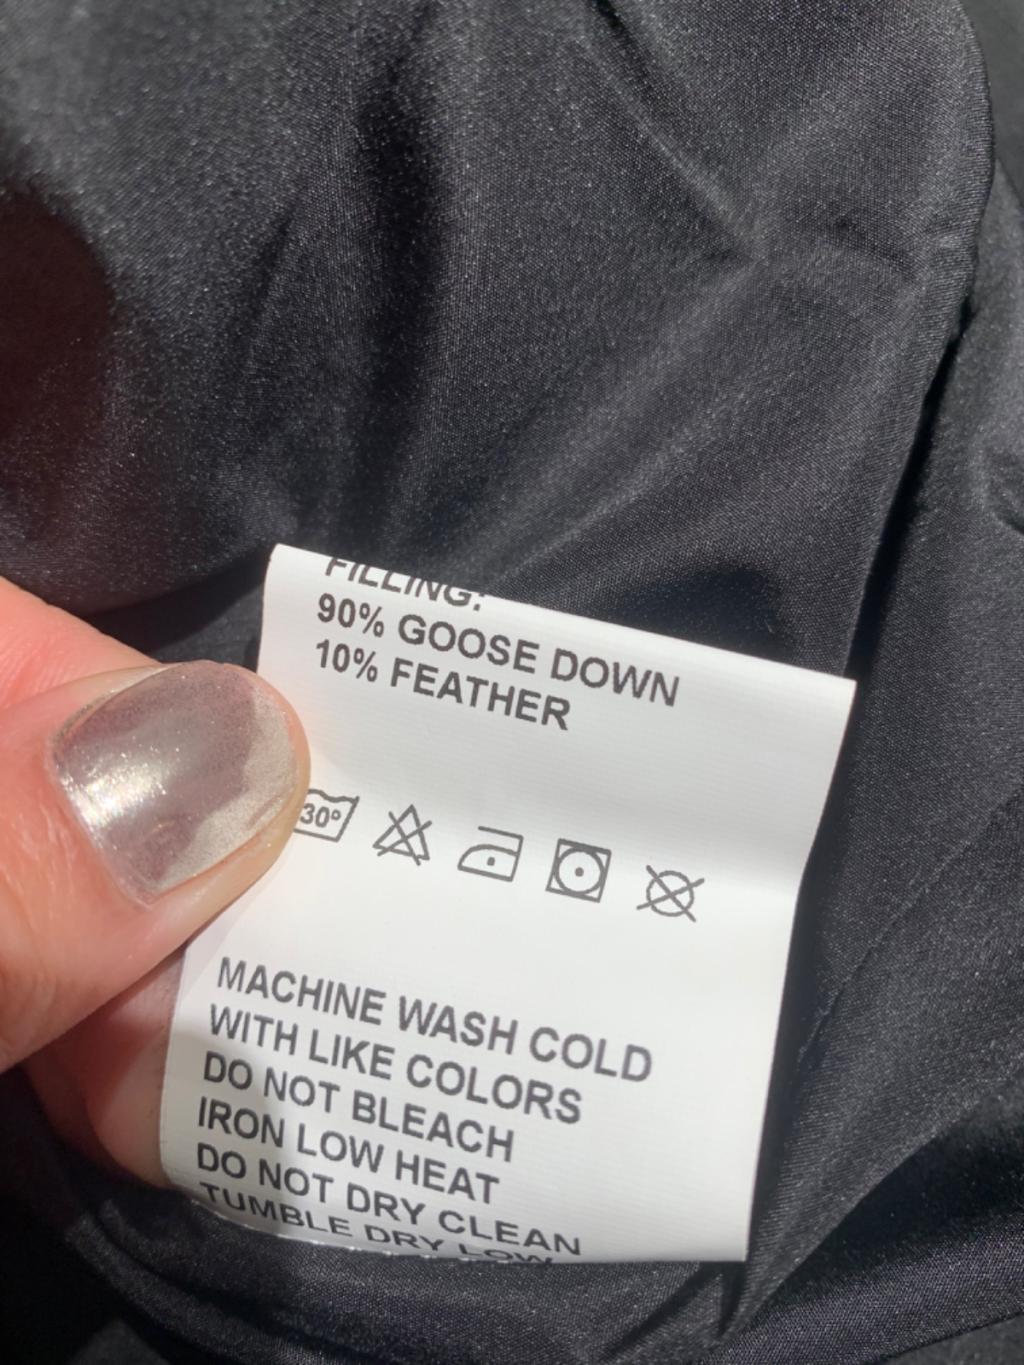 FILLING:
90% GOOSE DOWN
10% FEATHER
30°
MACHINE WASH COLD
WITH LIKE COLORS
DO NOT BLEACH
IRON LOW HEAT
DO NOT DRY CLEAN
TUMBLE DRY LOW